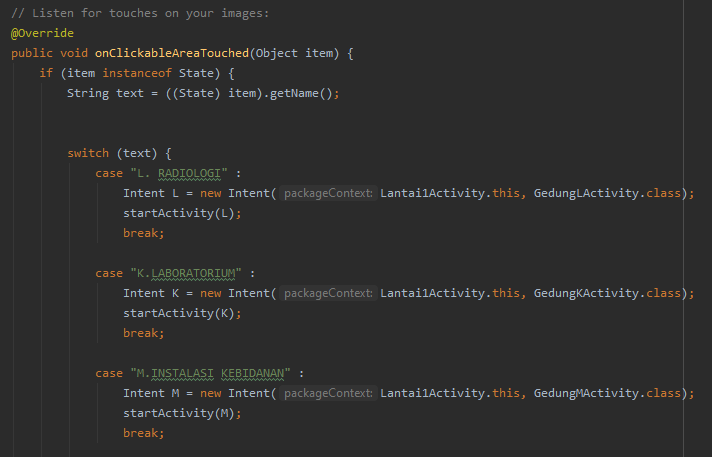 // Listen for touches on your images:
@Override
public void onClickableAreaTouched(Object item) {
if (item instanceof State) {
String text = ((State) item).getName();
switch (text) {
case "L. RADIOLOGI" :
Intent L = new Intent( packageContext: Lantai1Activity.this, GedungLActivity.class);
startActivity(L);
break;
case "K.LABORATORIUM" :
Intent K = new Intent( packageContext: Lantai1Activity.this, GedungKActivity.class);
startActivity(K);
break;
case "M.INSTALASI KEBIDANAN" :
Intent M = new Intent( packageContext: Lantai1Activity.this, GedungMActivity.class);
startActivity(M);
break;